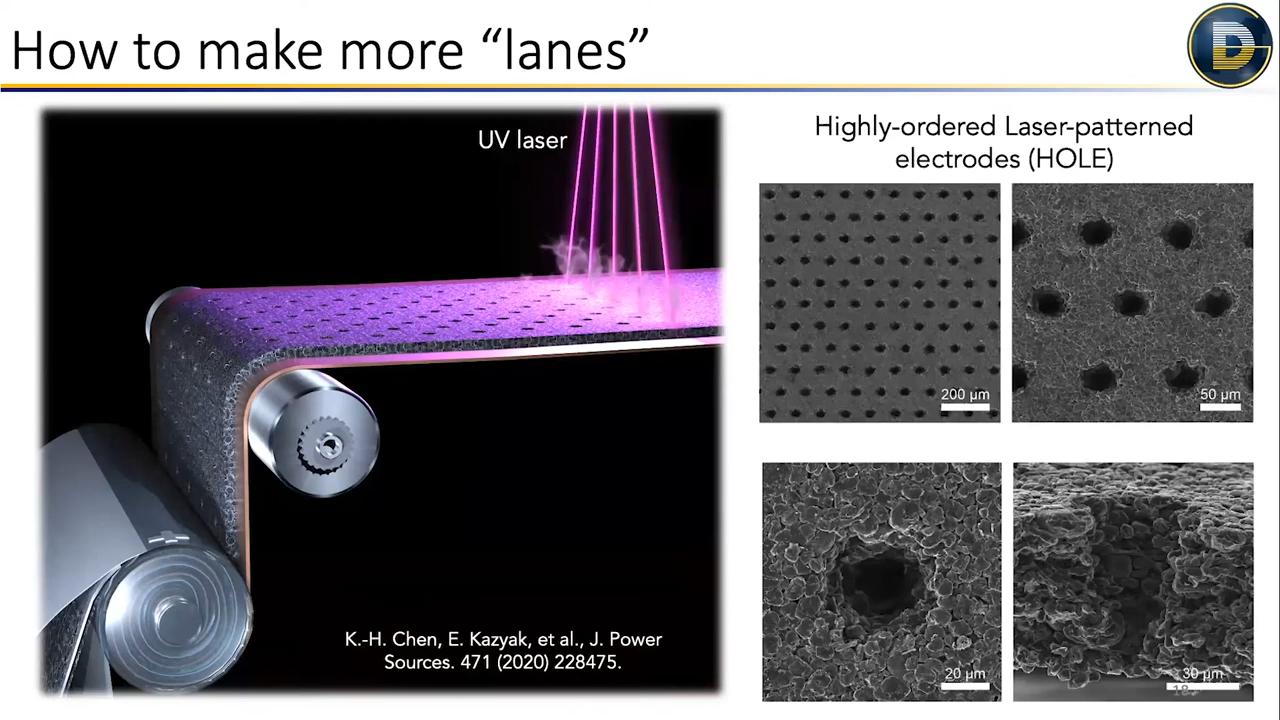 How to make more “lanes”
UV laser
K.-H. Chen, E. Kazyak, et al., J. Power
Sources. 471 (2020) 228475.
Highly-ordered Laser-patterned
electrodes (HOLE)
200 µm
50 µm
20 µm
30 µm